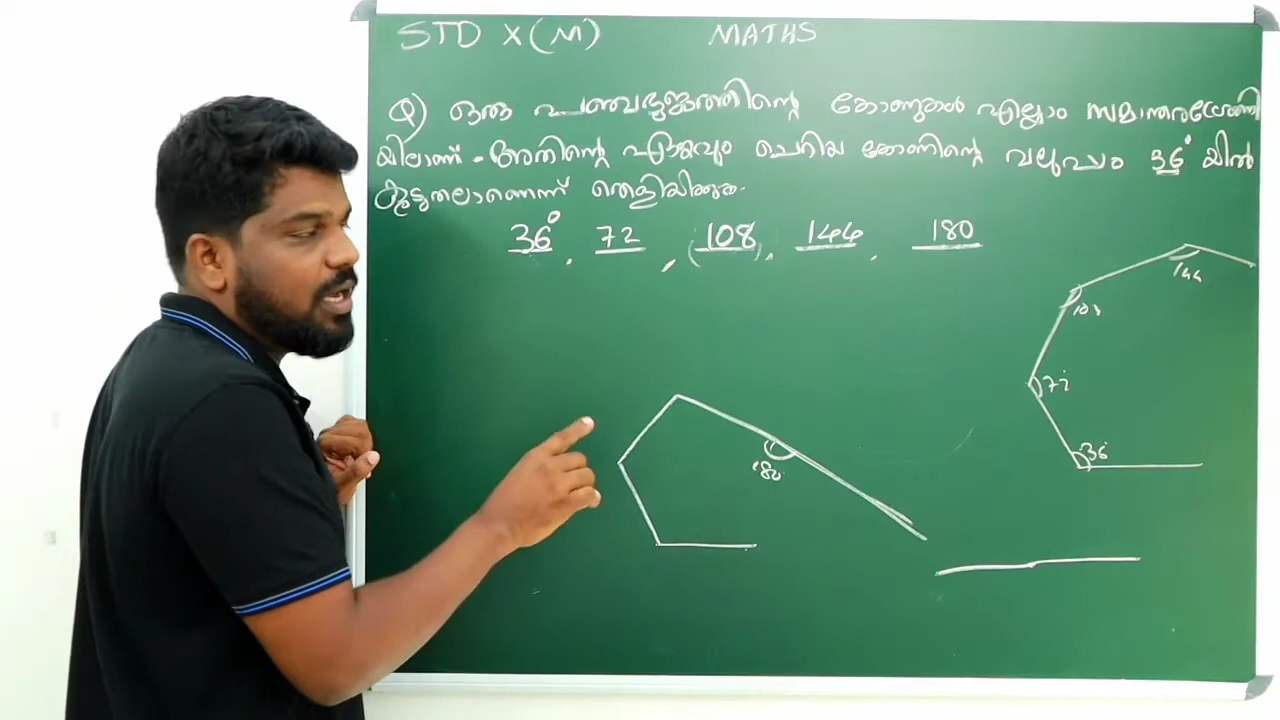 STD X (M) MATHS
Q) ഒരു പഞ്ചഭുജത്തിന്റെ കോണുകൾ എല്ലാം സമാന്തരശ്രേണി
യിലാണ്. അതിന്റെ ഏറ്റവും ചെറിയ കോണിന്റെ വലുപ്പം 36° യിൽ
കൂടുതലാണെന്ന് തെളിയിക്കുക.
36°, 72, (108), 144, 180
144
108
72
36
180